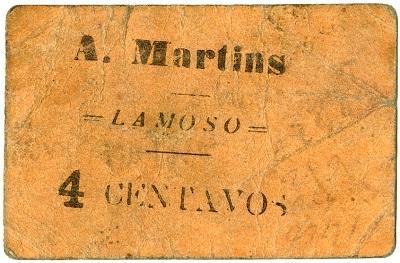 A. Martins
=LAMOSO=
4 CENTAVOS